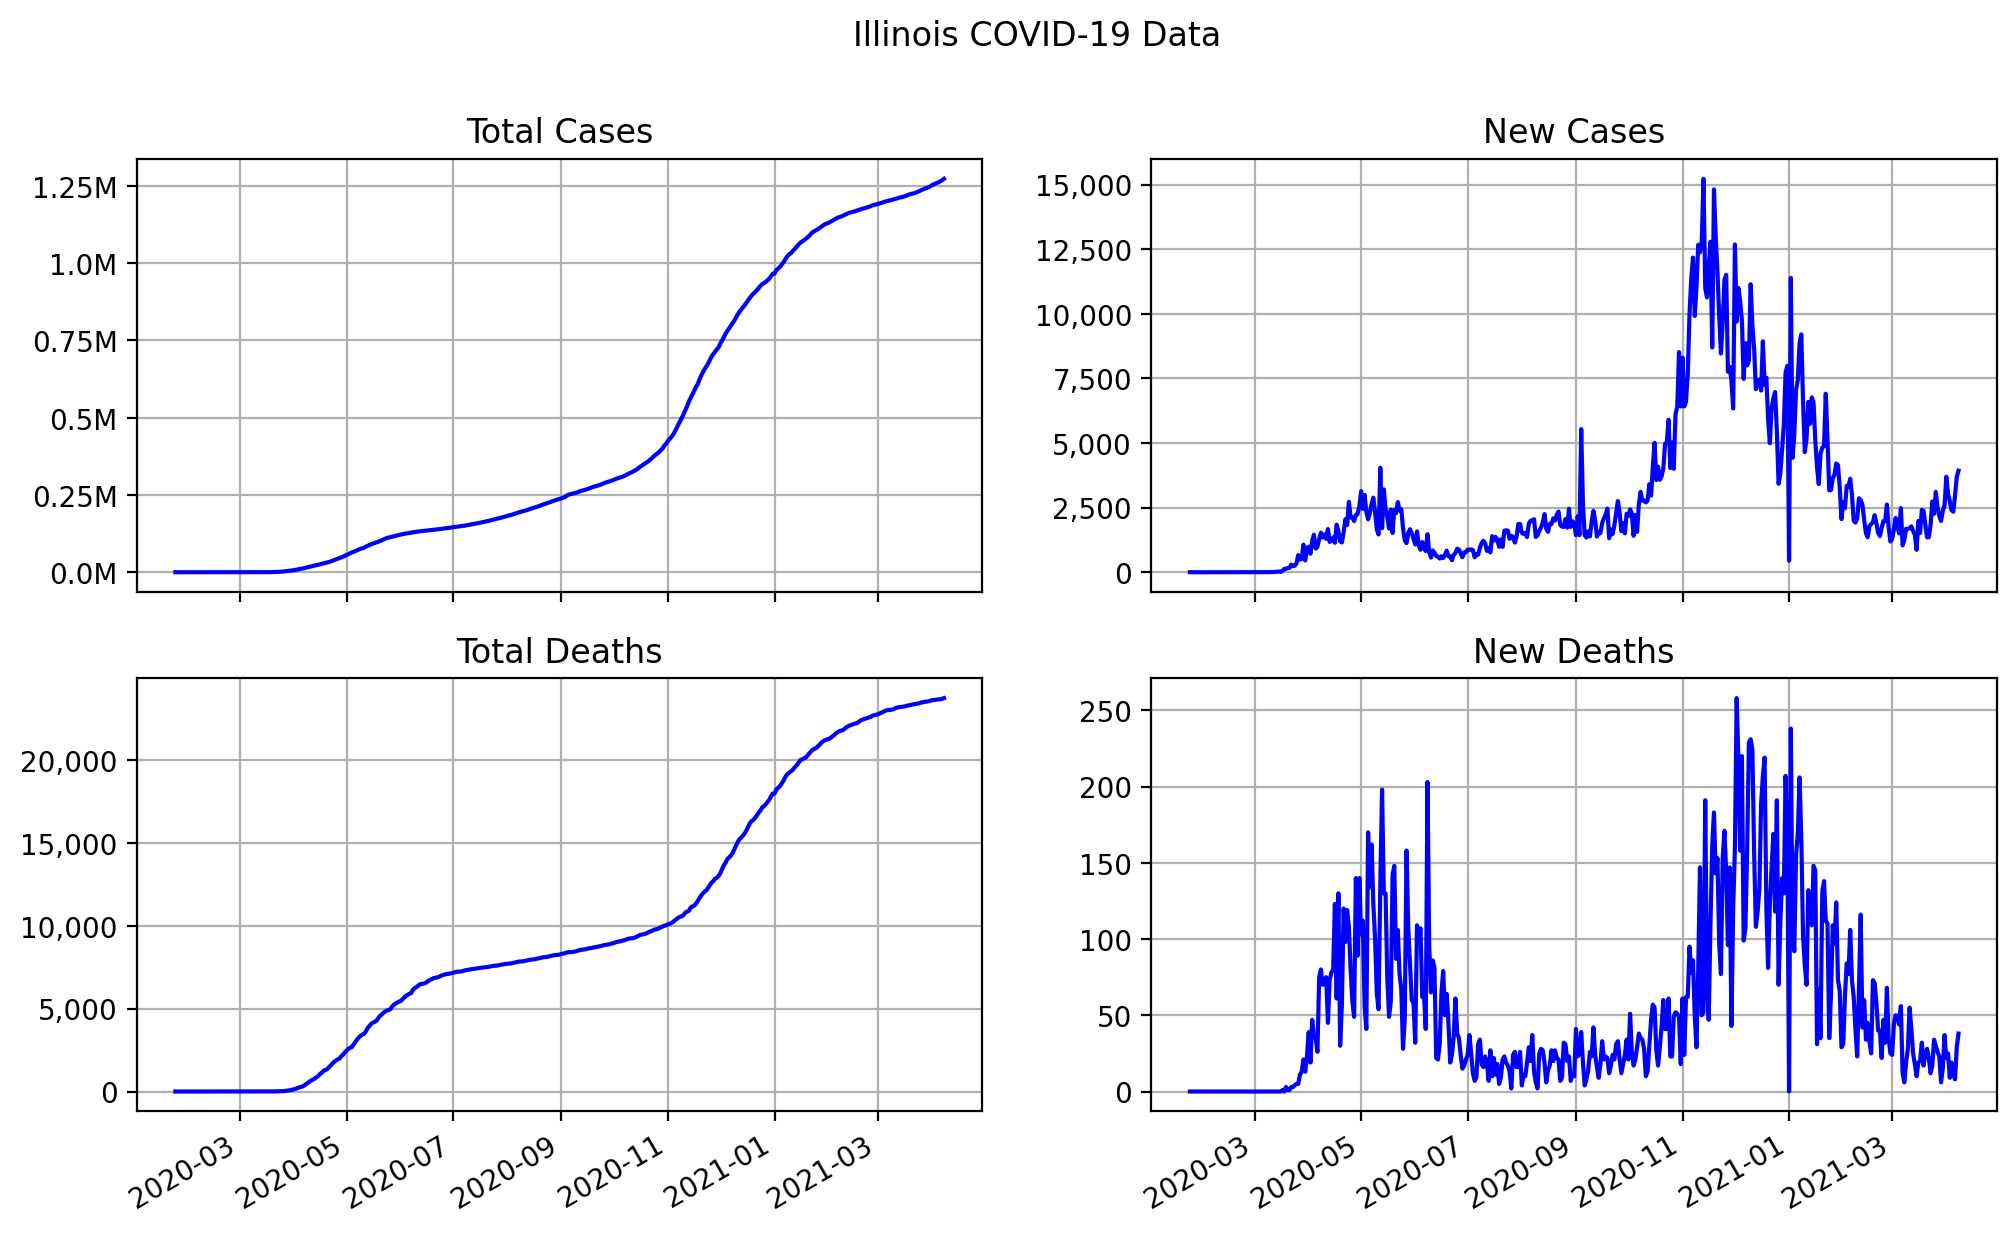 Illinois COVID-19 Data
Total Cases
1.25M
1.0M
0.75M
0.5M
0.25M
0.0M
New Cases
15,000
12,500
10,000
7,500
5,000
2,500
0
Total Deaths
20,000
15,000
10,000
5,000
0
2020-03
2020-05
2020-07
2020-09
2020-11
2021-01
2021-03
New Deaths
250
200
150
100
50
0
2020-03
2020-05
2020-07
2020-09
2020-11
2021-01
2021-03